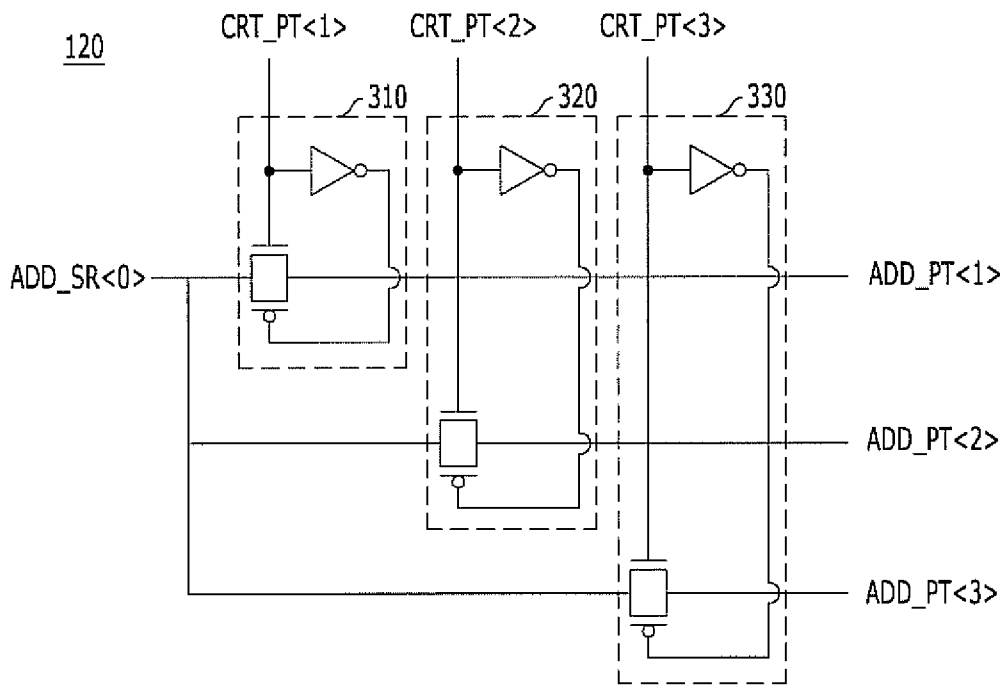 CRT_PT<1> CRT_PT<2> CRT_PT<3>
120
310 320 330
ADD_SR<0>
ADD_PT<1>
ADD_PT<2>
ADD_PT<3>